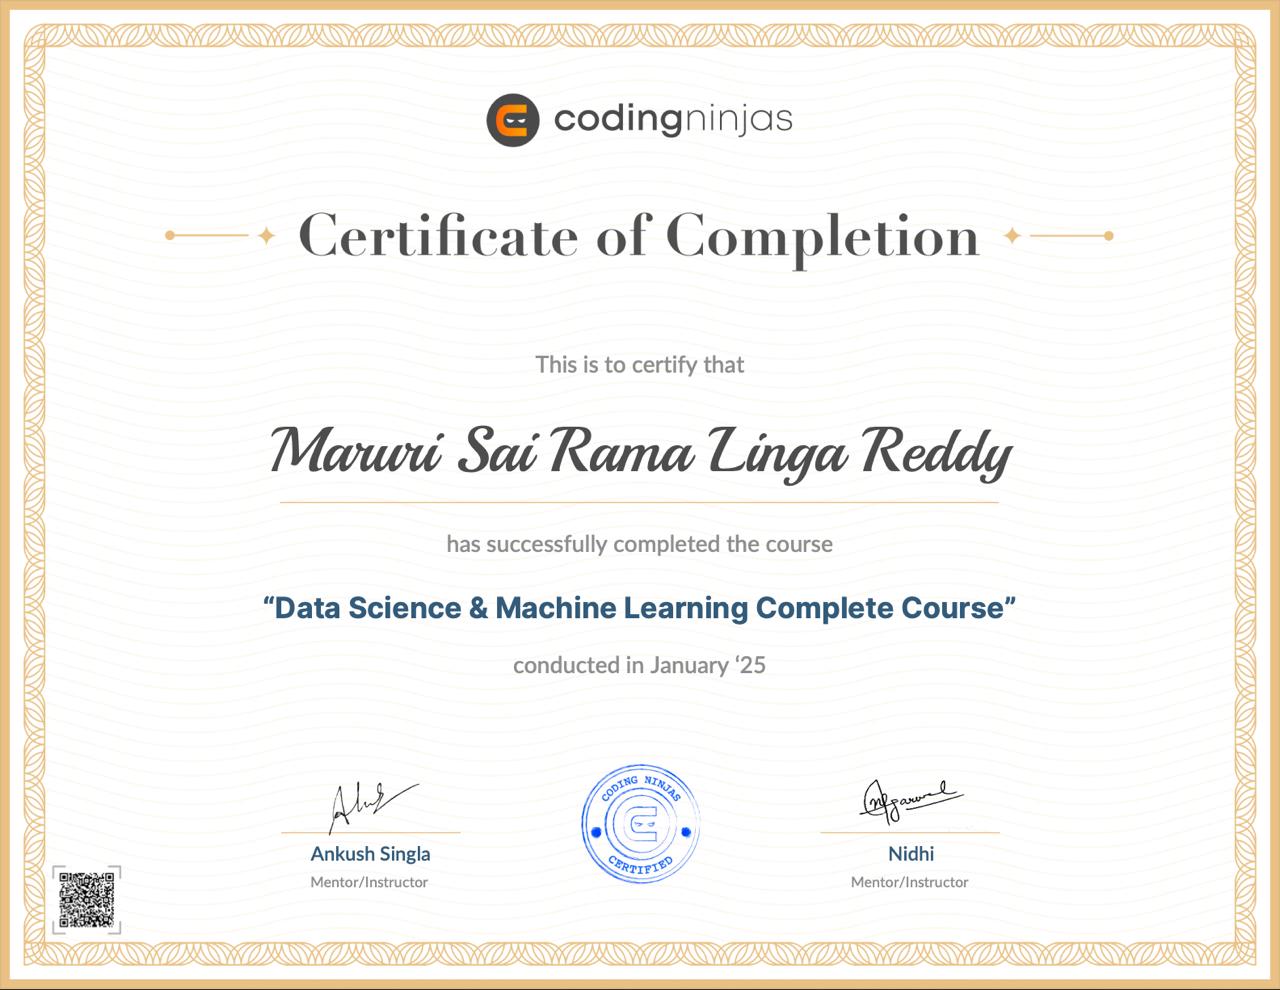 codingninjas
Certificate of Completion
This is to certify that
Maruri Sai Rama Linga Reddy
has successfully completed the course
“Data Science & Machine Learning Complete Course”
conducted in January ‘25
CODING NINJAS
CERTIFIED
Ankush Singla
Mentor/Instructor
Nidhi
Mentor/Instructor